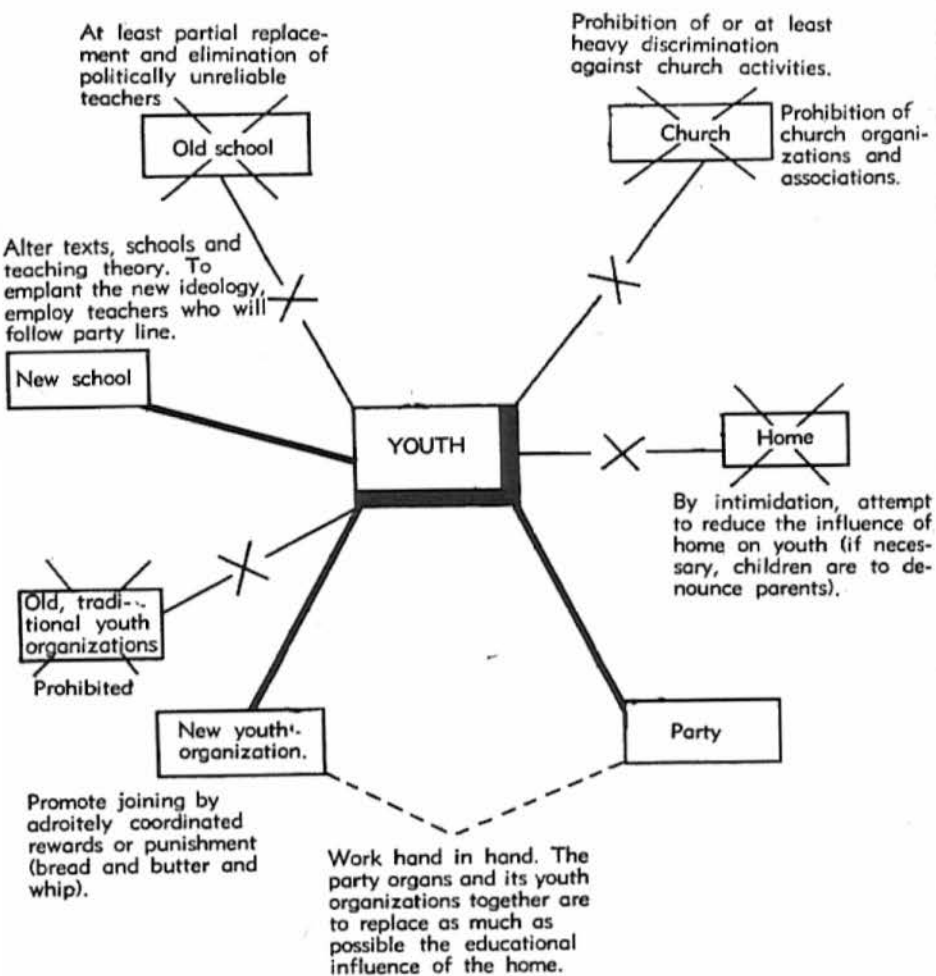 At least partial replace-
ment and elimination of
politically unreliable
teachers
Old school
Prohibition of or at least
heavy discrimination
against church activities.
Church
Prohibition of
church organi-
zations and
associations.
Alter texts, schools and
teaching theory. To
emplant the new ideology,
employ teachers who will
follow party line.
New school
YOUTH
Home
By intimidation, attempt
to reduce the influence of
home on youth (if neces-
sary, children are to de-
nounce parents).
Old, tradi-
tional youth
organizations
Prohibited
New youth
organization.
Party
Promote joining by
adroitely coordinated
rewards or punishment
(bread and butter and
whip).
Work hand in hand. The
party organs and its youth
organizations together are
to replace as much as
possible the educational
influence of the home.